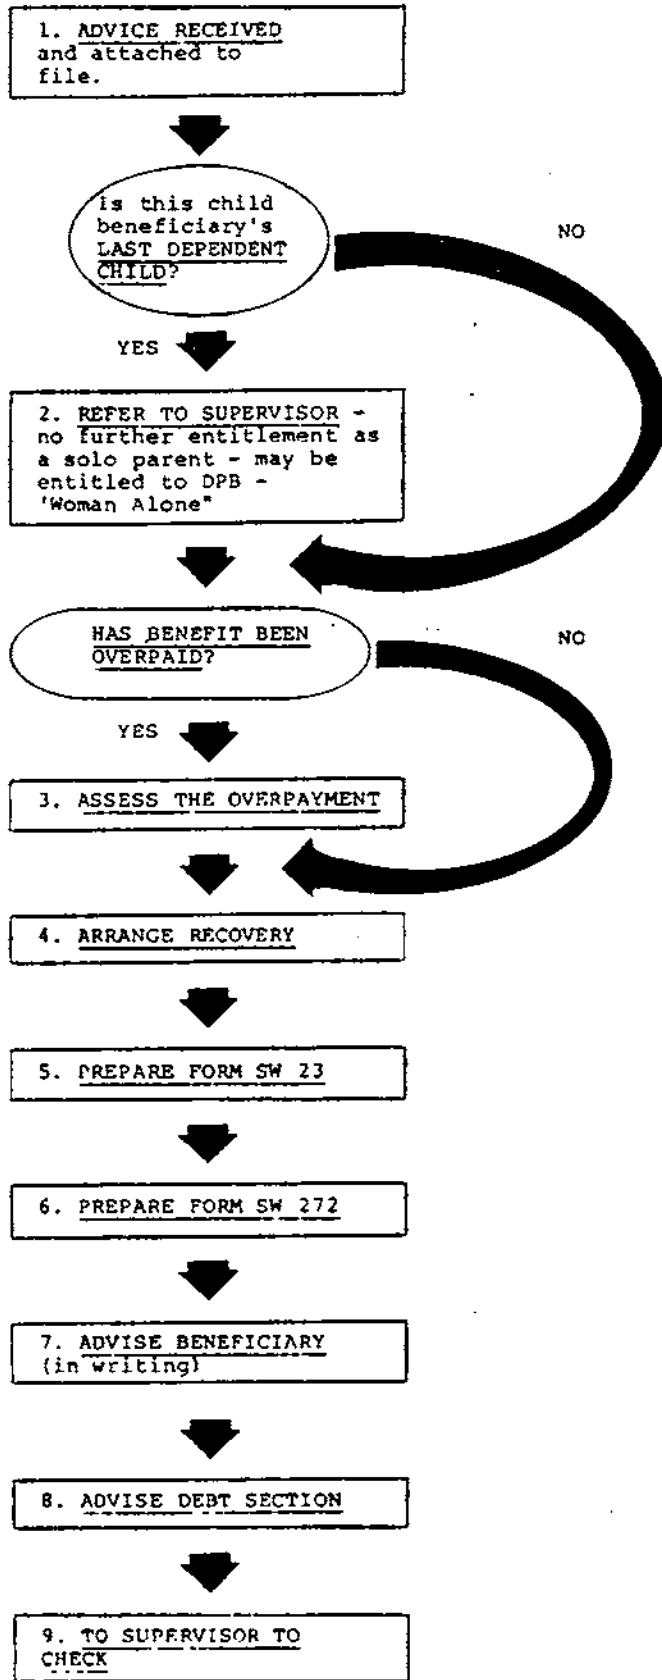 1. ADVICE RECEIVED
and attached to
file.
Is this child
beneficiary's
LAST DEPENDENT
CHILD?
NO
YES
2. REFER TO SUPERVISOR -
no further entitlement as
a solo parent - may be
entitled to DPB -
'Woman Alone"
HAS BENEFIT BEEN
OVERPAID?
NO
YES
3. ASSESS THE OVERPAYMENT
4. ARRANGE RECOVERY
5. PREPARE FORM SW 23
6. PREPARE FORM SW 272
7. ADVISE BENEFICIARY
(in writing)
8. ADVISE DEBT SECTION
9. TO SUPERVISOR TO
CHECK